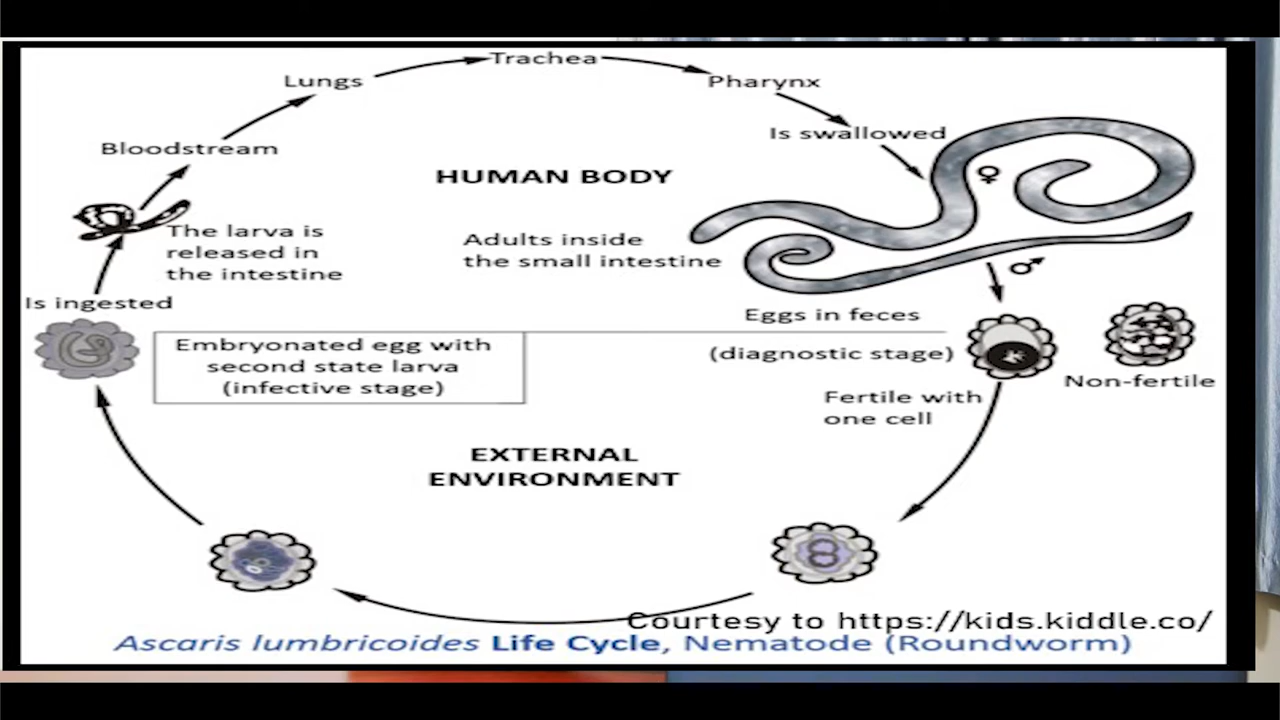 Trachea
Lungs
Pharynx
Is swallowed
Bloodstream
HUMAN BODY
♀
The larva is
released in
the intestine
Adults inside
the small intestine
♂
Is ingested
Eggs in feces
(diagnostic stage)
Embryonated egg with
second state larva
(infective stage)
Non-fertile
Fertile with
one cell
EXTERNAL
ENVIRONMENT
Courtesy to https://kids.kiddle.co/
Ascaris lumbricoides Life Cycle, Nematode (Roundworm)